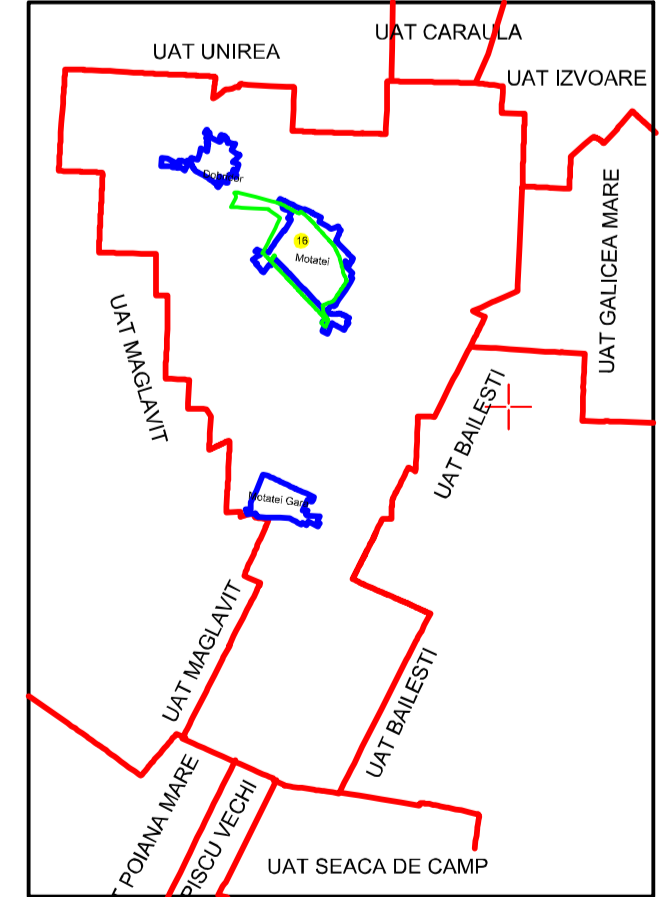 UAT CARAULA
UAT UNIREA
UAT IZVOARE
Dobridor
UAT GALICEA MARE
16
Motatei
UAT MAGLAVIT
UAT BAILESTI
Motatei Gara
UAT MAGLAVIT
UAT BAILESTI
T POIANA MARE
PISCU VECHI
UAT SEACA DE CAMP